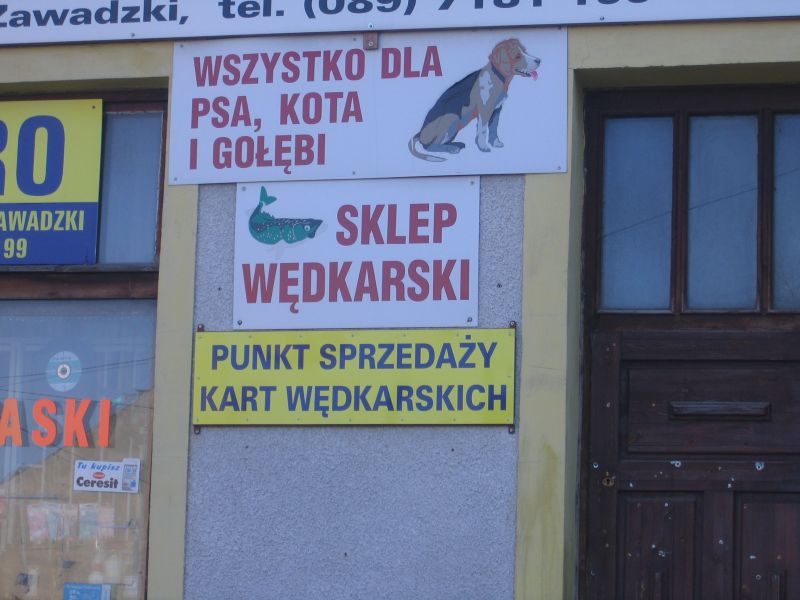 Zawadzki, tel. (089)
WSZYSTKO DLA
PSA, KOTA
I GOŁĘBI
RO
ZAWADZKI
99
SKLEP
WĘDKARSKI
PUNKT SPRZEDAŻY
KART WĘDKARSKICH
ASKI
Tu kupisz
Ceresit